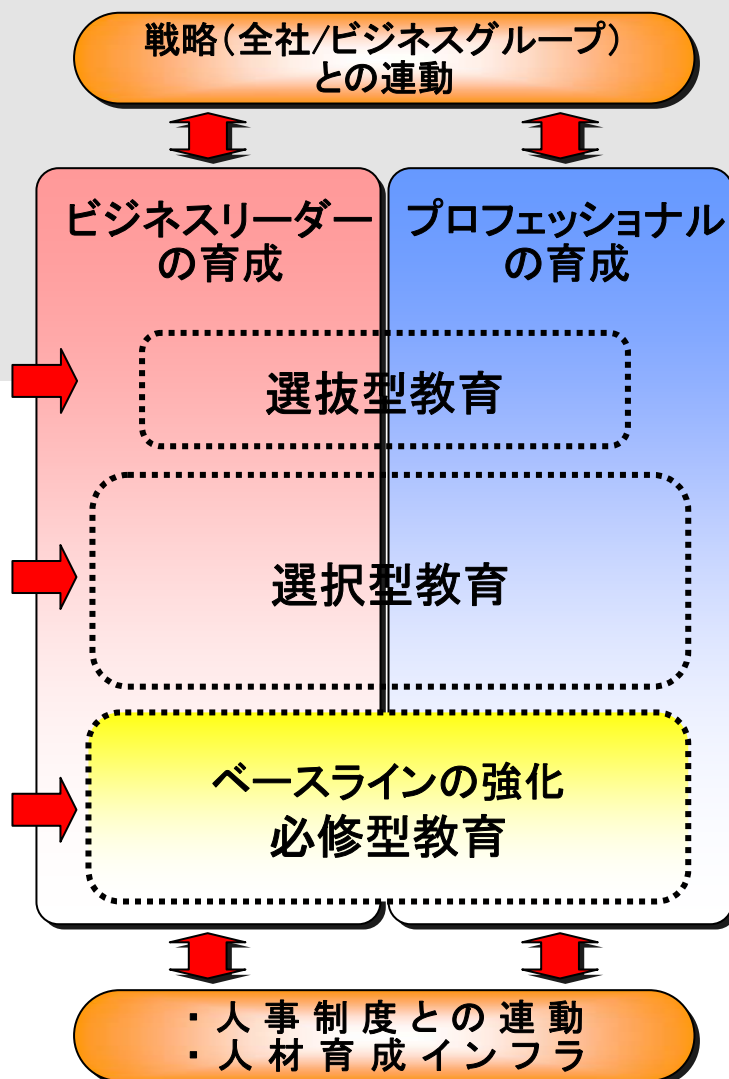 戦略(全社/ビジネスグループ)
との連動
ビジネスリーダー
の育成
プロフェッショナル
の育成
選抜型教育
選択型教育
ベースラインの強化
必修型教育
・人事制度との連動
・人材育成インフラ